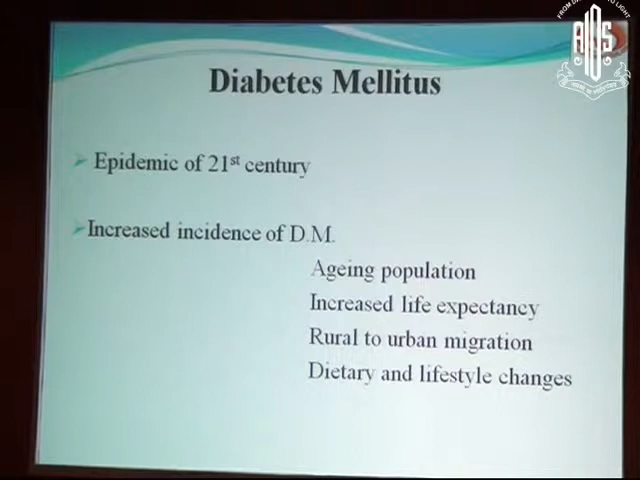 AIOS
Diabetes Mellitus
Epidemic of 21st century
Increased incidence of D.M.
Ageing population
Increased life expectancy
Rural to urban migration
Dietary and lifestyle changes